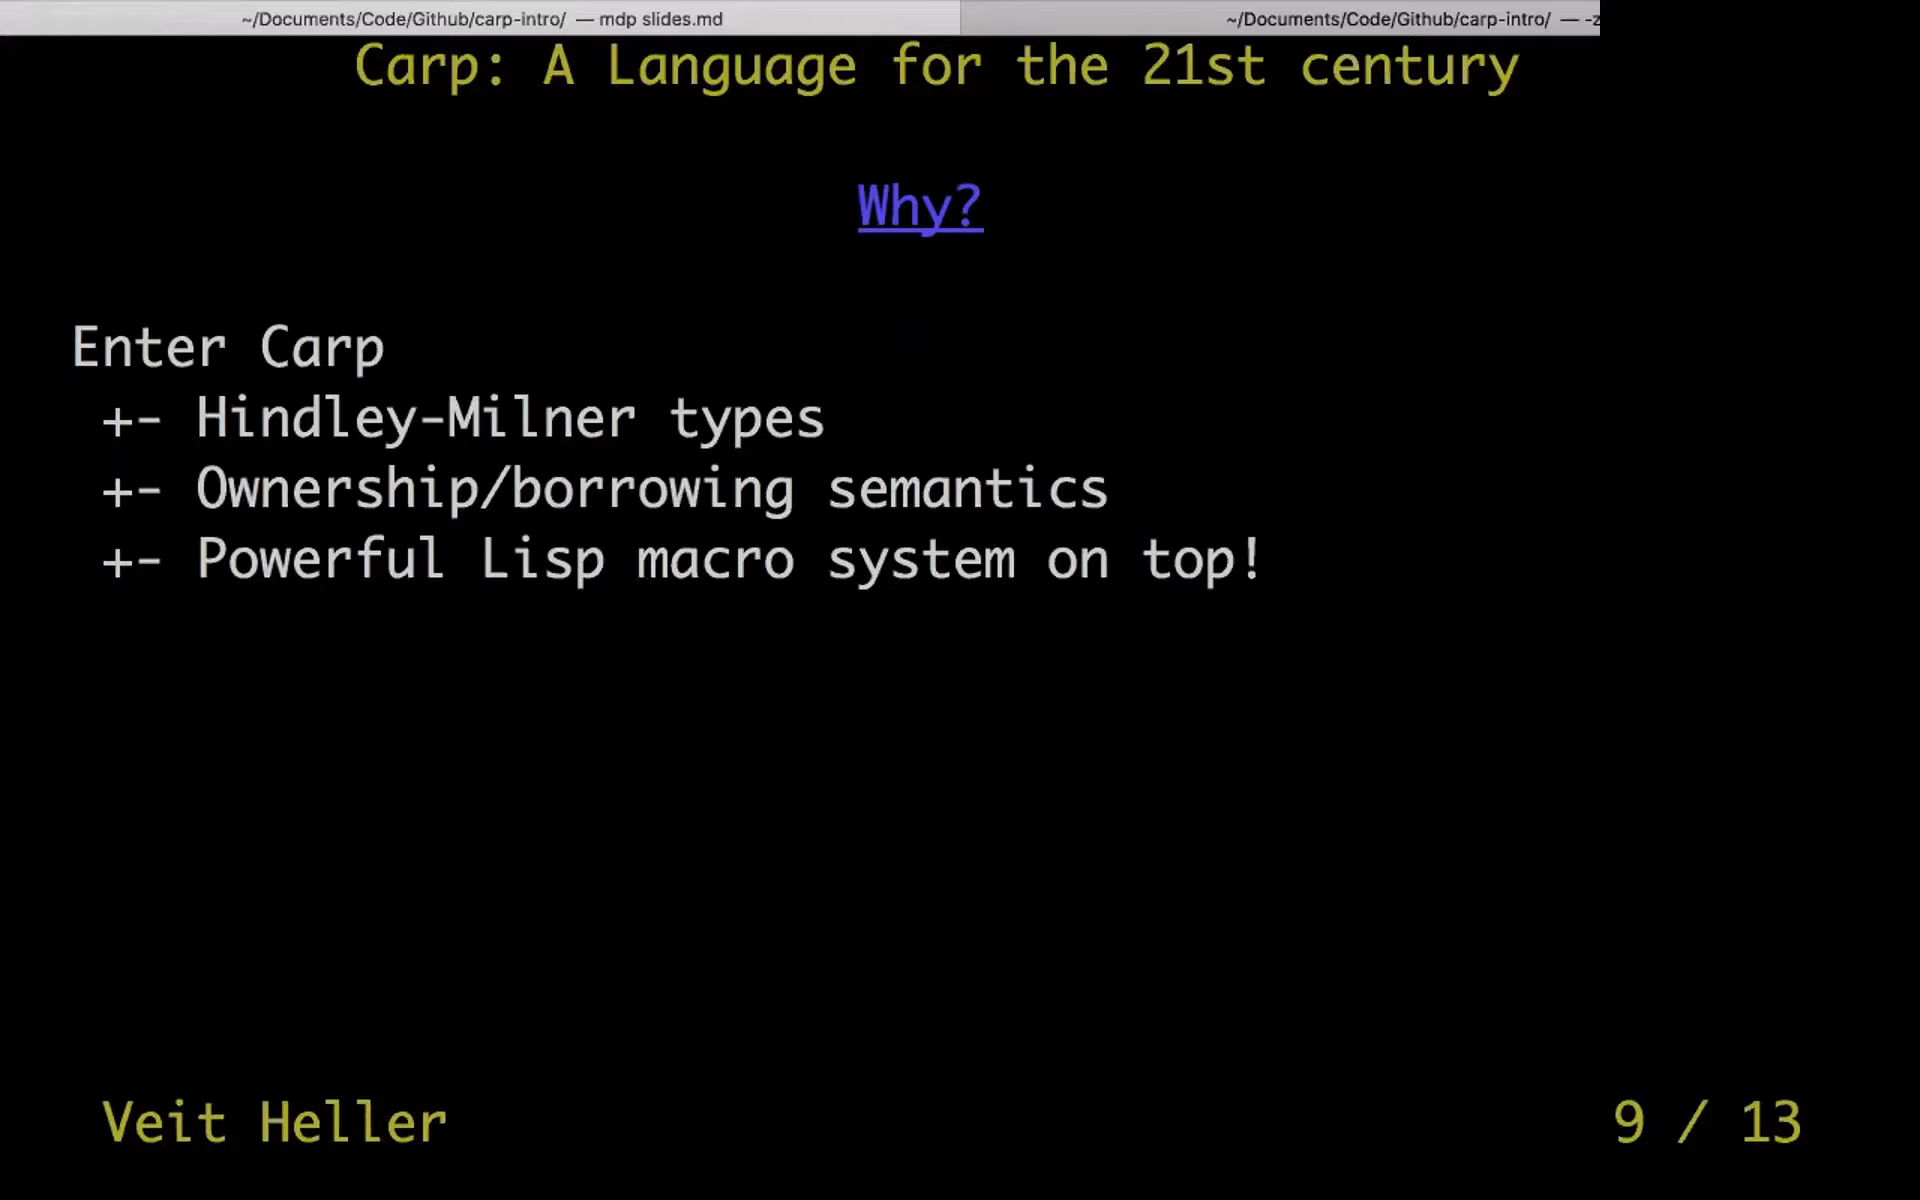 ~/Documents/Code/Github/carp-intro/ — mdp slides.md
~/Documents/Code/Github/carp-intro/ — -z
Carp: A Language for the 21st century
Why?
Enter Carp
+- Hindley-Milner types
+- Ownership/borrowing semantics
+- Powerful Lisp macro system on top!
Veit Heller
9 / 13